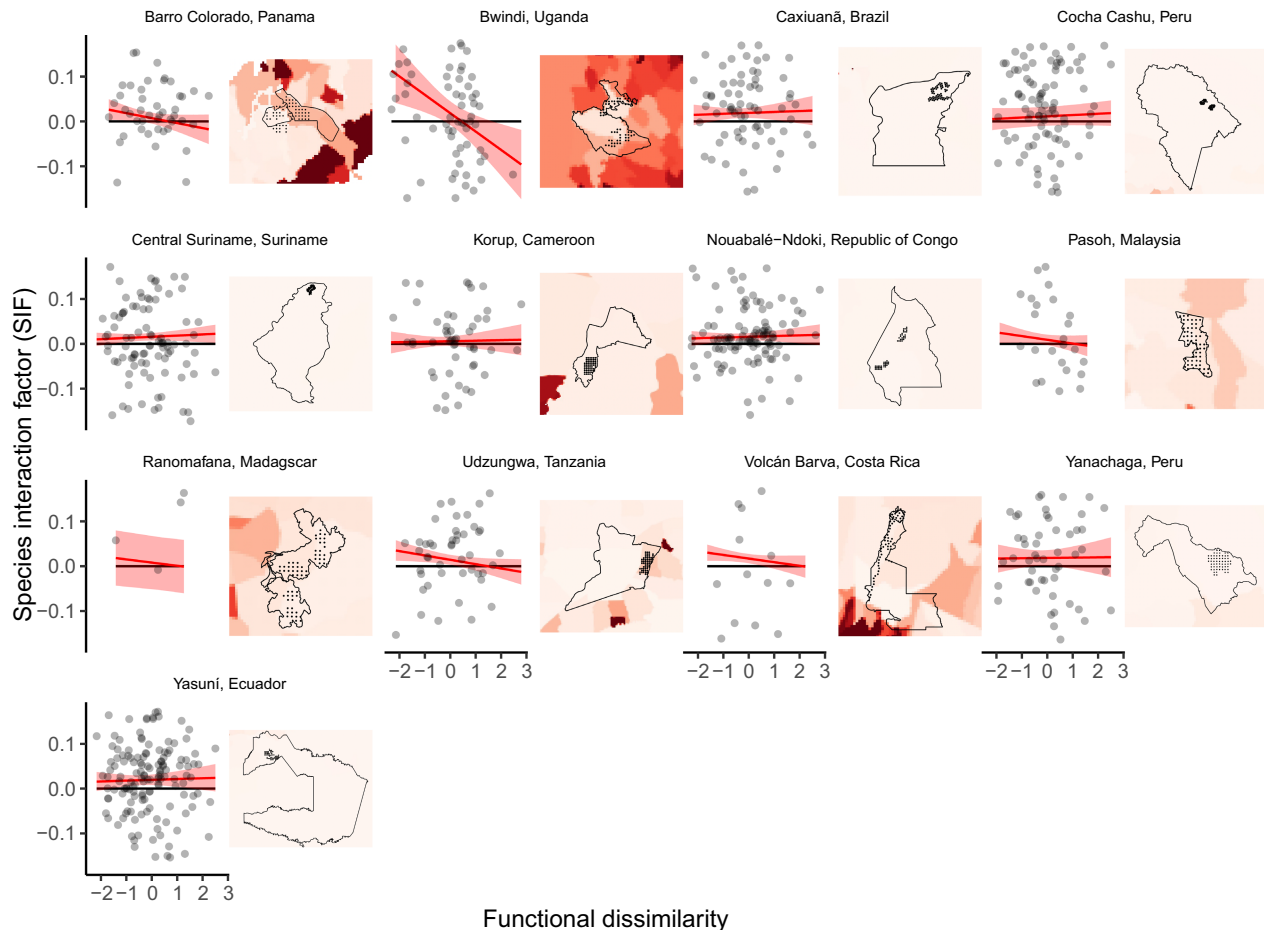 Barro Colorado, Panama
Bwindi, Uganda
Caxiuanã, Brazil
Cocha Cashu, Peru
0.1
0.0
−0.1
Central Suriname, Suriname
Korup, Cameroon
Nouabalé−Ndoki, Republic of Congo
Pasoh, Malaysia
0.1
0.0
−0.1
Species interaction factor (SIF)
Ranomafana, Madagscar
Udzungwa, Tanzania
Volcán Barva, Costa Rica
Yanachaga, Peru
0.1
0.0
−0.1
−2 −1 0 1 2 3
−2 −1 0 1 2 3
−2 −1 0 1 2 3
Yasuní, Ecuador
0.1
0.0
−0.1
−2 −1 0 1 2 3
Functional dissimilarity